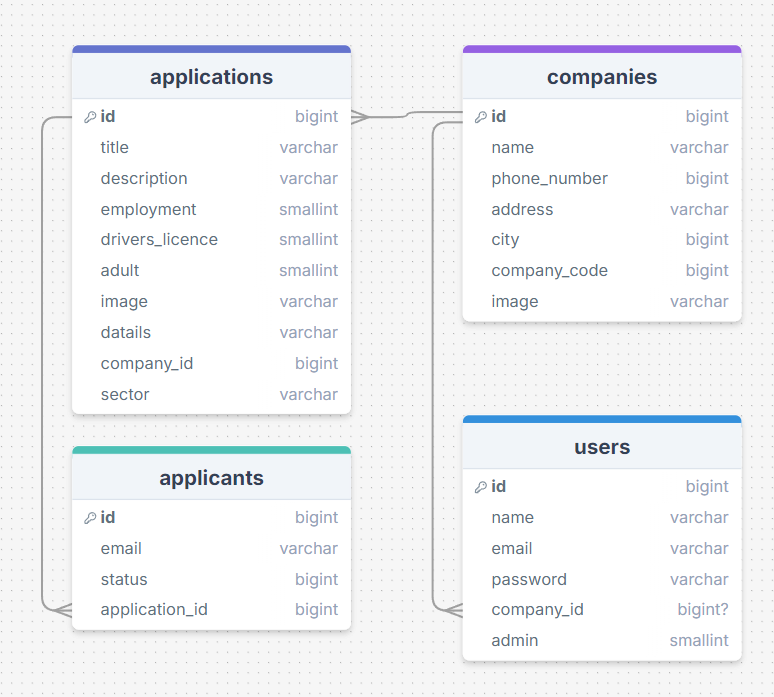 applications
id bigint
title varchar
description varchar
employment smallint
drivers_licence smallint
adult smallint
image varchar
datails varchar
company_id bigint
sector varchar
companies
id bigint
name varchar
phone_number bigint
address varchar
city bigint
company_code bigint
image varchar
applicants
id bigint
email varchar
status bigint
application_id bigint
users
id bigint
name varchar
email varchar
password varchar
company_id bigint?
admin smallint